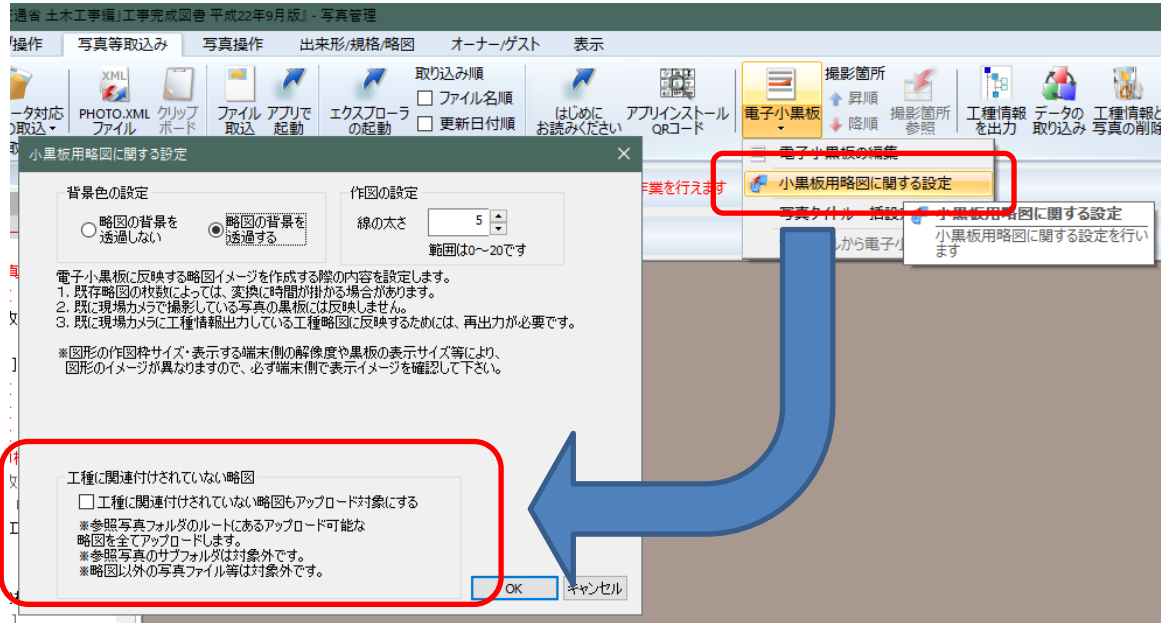 通省 土木工事編」工事完成図書 平成22年9月版』 - 写真管理
操作 写真等取込み 写真操作 出来形/規格/略図 オーナー/ゲスト 表示
ータ対応
取込
PHOTO.XML
ファイル
クリップ
ボード
ファイル
取込
アプリで
起動
エクスプローラ
の起動
取り込み順
ファイル名順
更新日付順
はじめに
お読みください
アプリインストール
QRコード
電子小黒板
撮影箇所
昇順
降順
撮影箇所
参照
工種情報
を出力
データの
取り込み
工種情報と
写真の削除
電子小黒板の編集
小黒板用略図に関する設定
写真タイトル一括設
から電子小
小黒板用略図に関する設定
小黒板用略図に関する設定を行い
ます
業を行えます
小黒板用略図に関する設定
背景色の設定
略図の背景を
透過しない
略図の背景を
透過する
作図の設定
線の太さ 5
範囲は0~20です
電子小黒板に反映する略図イメージを作成する際の内容を設定します。
1. 既存略図の枚数によっては、変換に時間が掛かる場合があります。
2. 既に現場カメラで撮影している写真の黒板には反映しません。
3. 既に現場カメラに工種情報出力している工種略図に反映するためには、再出力が必要です。
※図形の作図枠サイズ・表示する端末側の解像度や黒板の表示サイズ等により、
図形のイメージが異なりますので、必ず端末側で表示イメージを確認して下さい。
工種に関連付けされていない略図
工種に関連付けされていない略図もアップロード対象にする
※参照写真フォルダのルートにあるアップロード可能な
略図を全てアップロードします。
※参照写真のサブフォルダは対象外です。
※略図以外の写真ファイル等は対象外です。
OK キャンセル